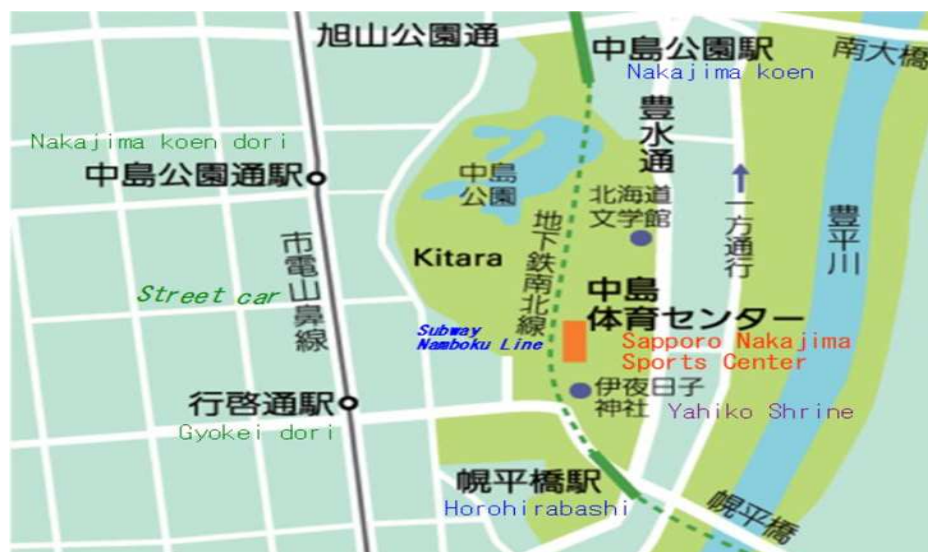 旭山公園通
中島公園駅
Nakajima koen
南大橋
Nakajima koen dori
中島公園通駅
豊水通
中島
公園
北海道
文学館
一方通行
豊平川
市電山鼻線
地下鉄南北線
Kitara
Street car
中島
体育センター
Subway
Namboku Line
Sapporo Nakajima
Sports Center
伊夜日子
神社
Yahiko Shrine
行啓通駅
Gyokei dori
幌平橋駅
Horohirabashi
幌平橋